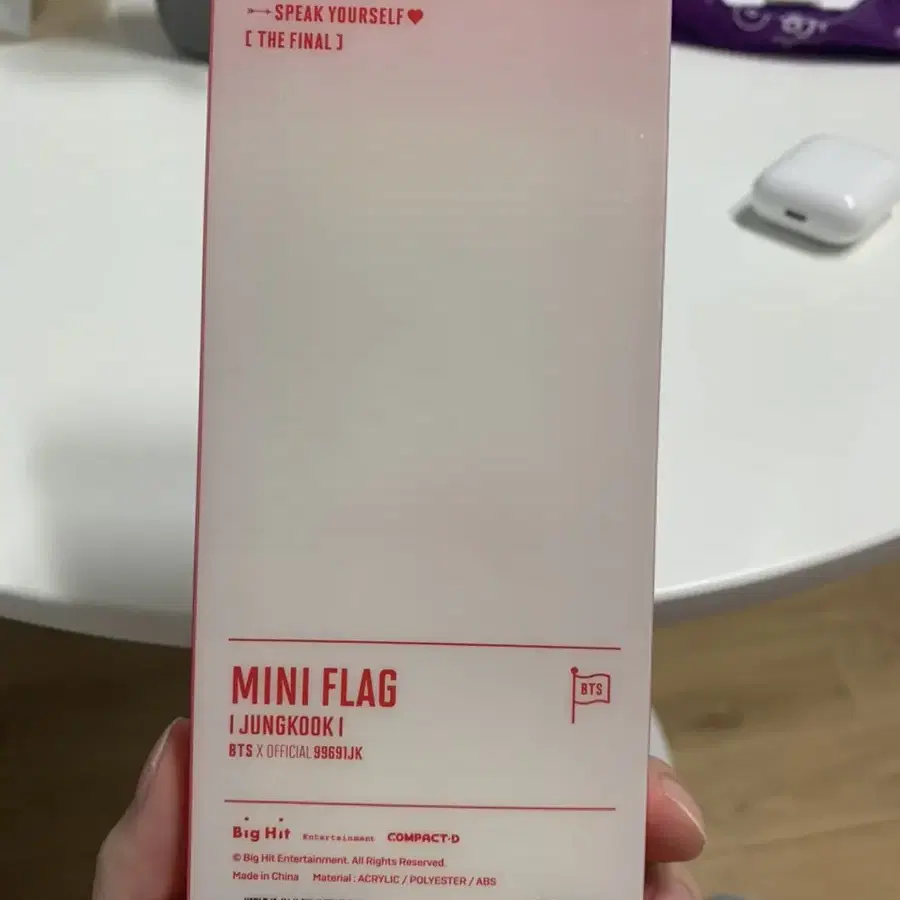 SPEAK YOURSELF
[ THE FINAL ]
MINI FLAG
BTS
| JUNGKOOK |
BTS X OFFICIAL 99691JK
Big Hit Entertainment COMPACT·D
© Big Hit Entertainment. All Rights Reserved.
Made in China Material : ACRYLIC / POLYESTER / ABS